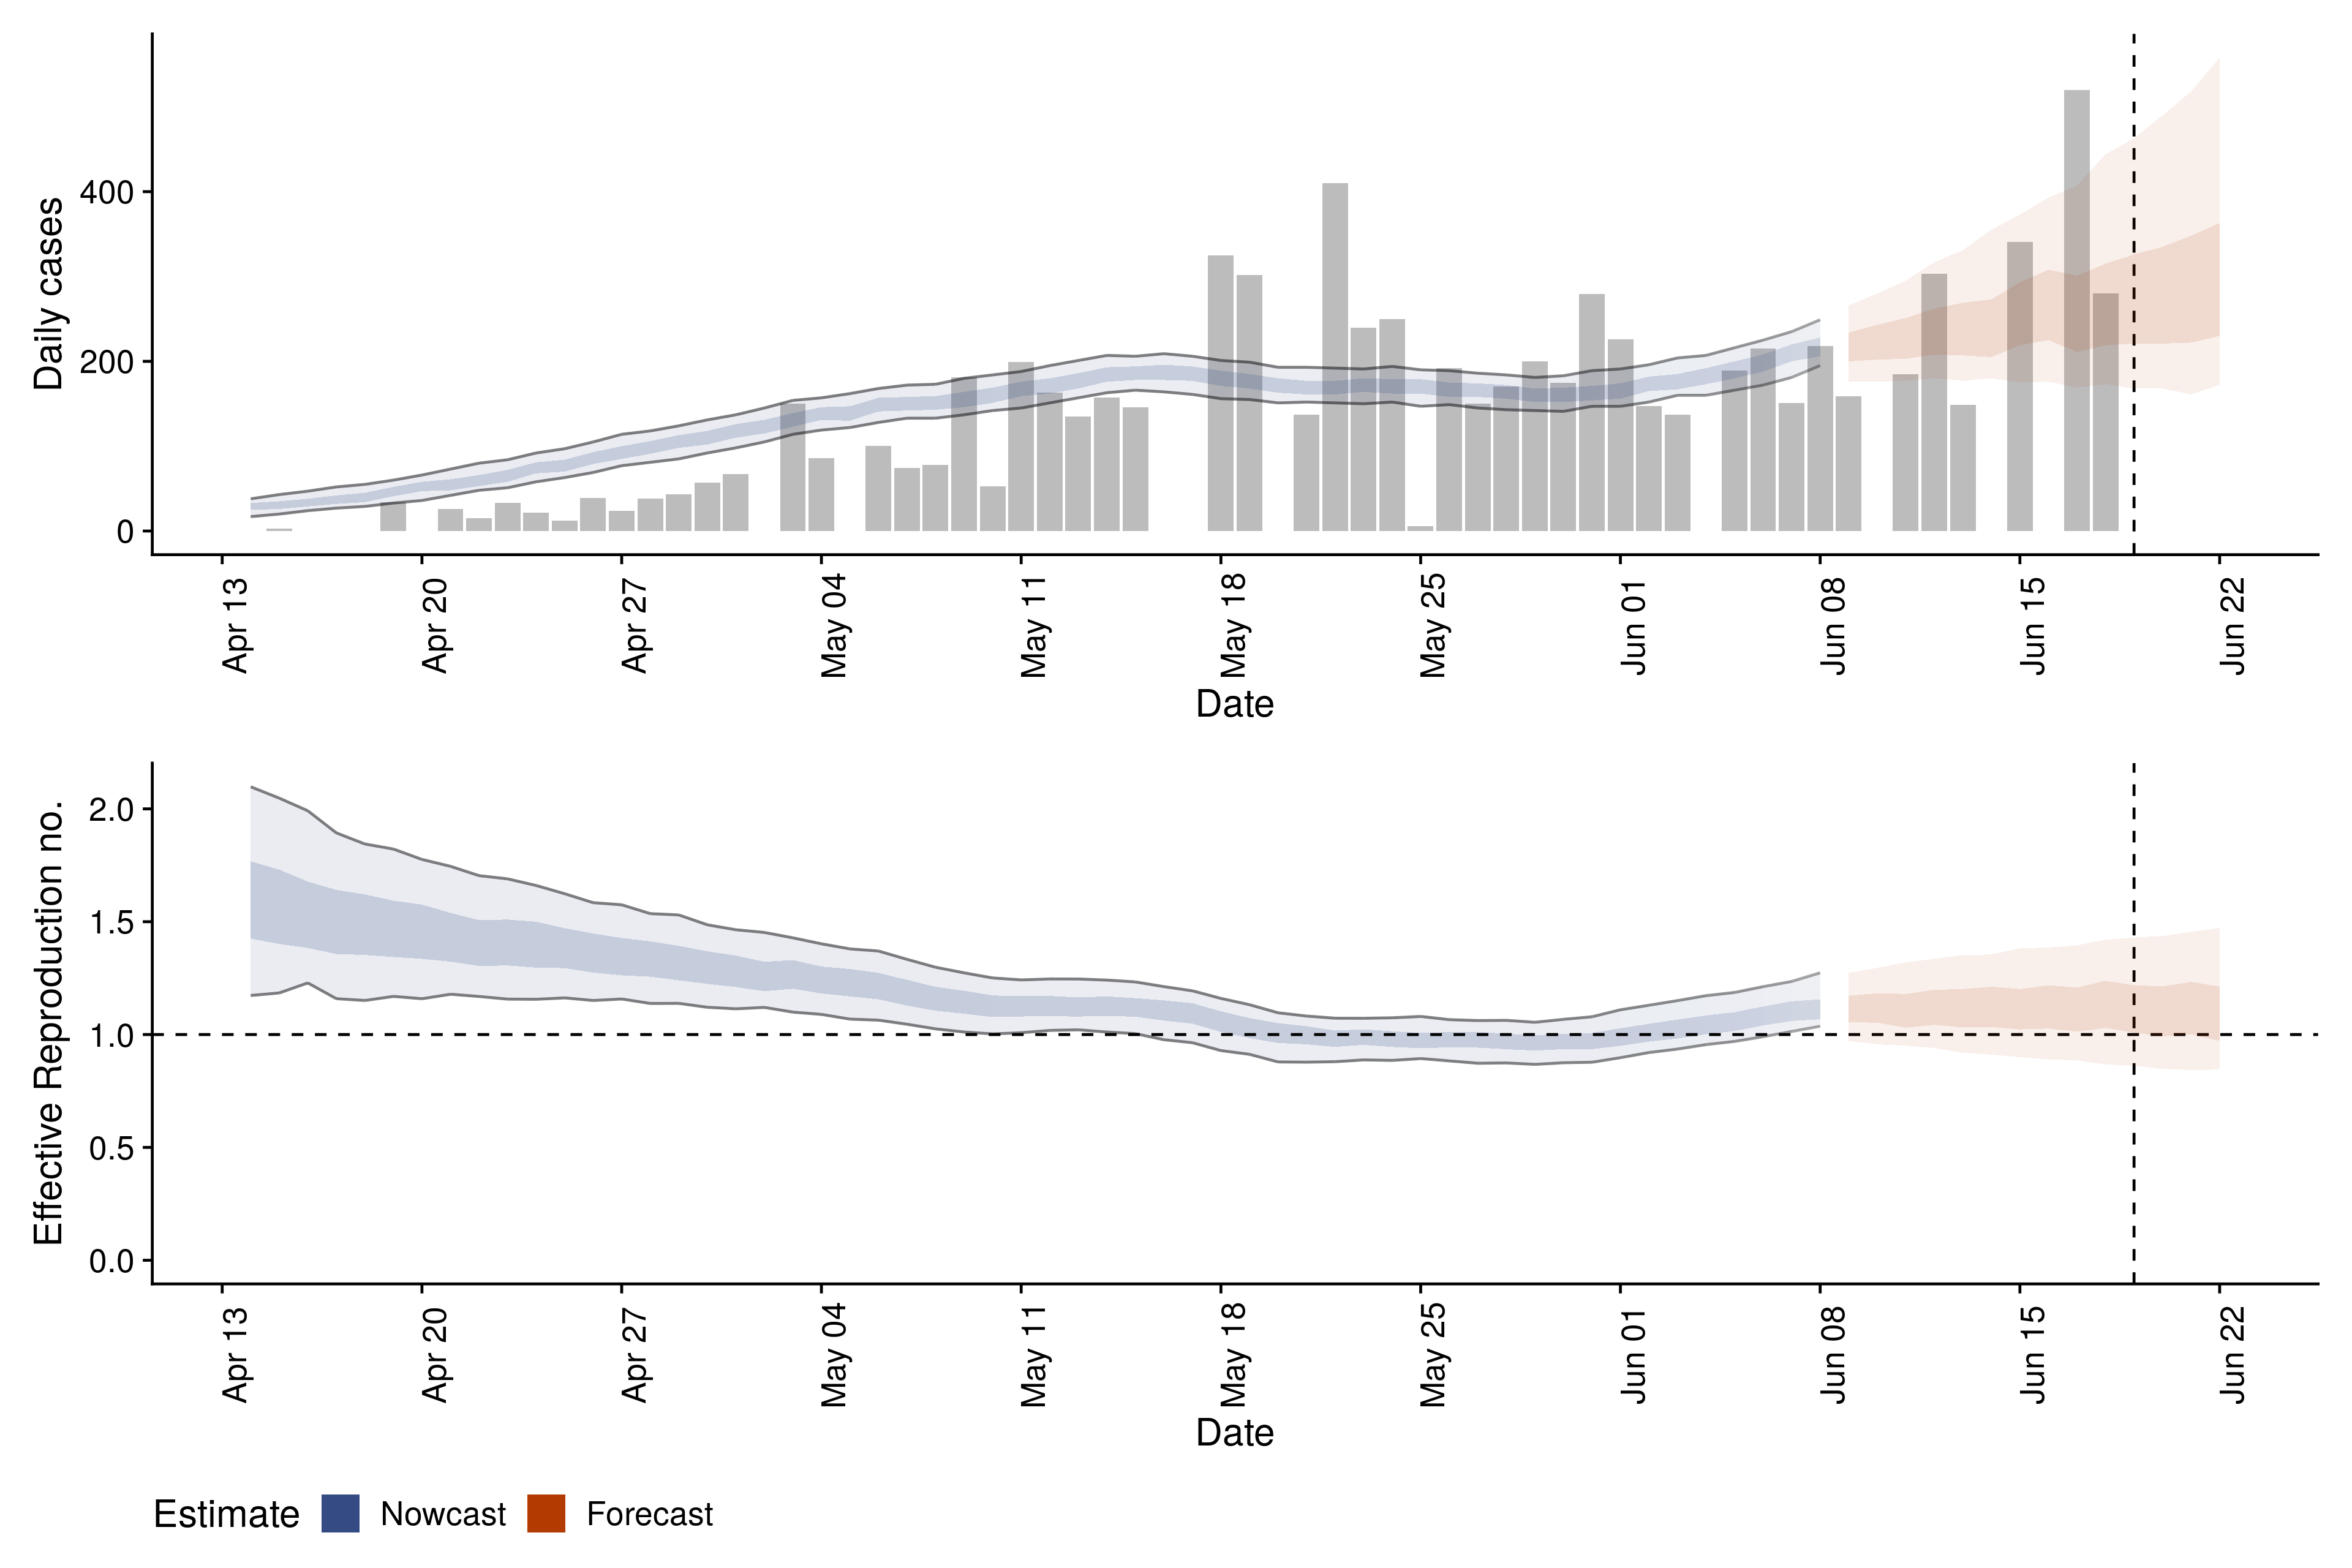 Daily cases
400
200
0
Apr 13
Apr 20
Apr 27
May 04
May 11
May 18
May 25
Jun 01
Jun 08
Jun 15
Jun 22
Date
Effective Reproduction no.
2.0
1.5
1.0
0.5
0.0
Apr 13
Apr 20
Apr 27
May 04
May 11
May 18
May 25
Jun 01
Jun 08
Jun 15
Jun 22
Date
Estimate Nowcast Forecast